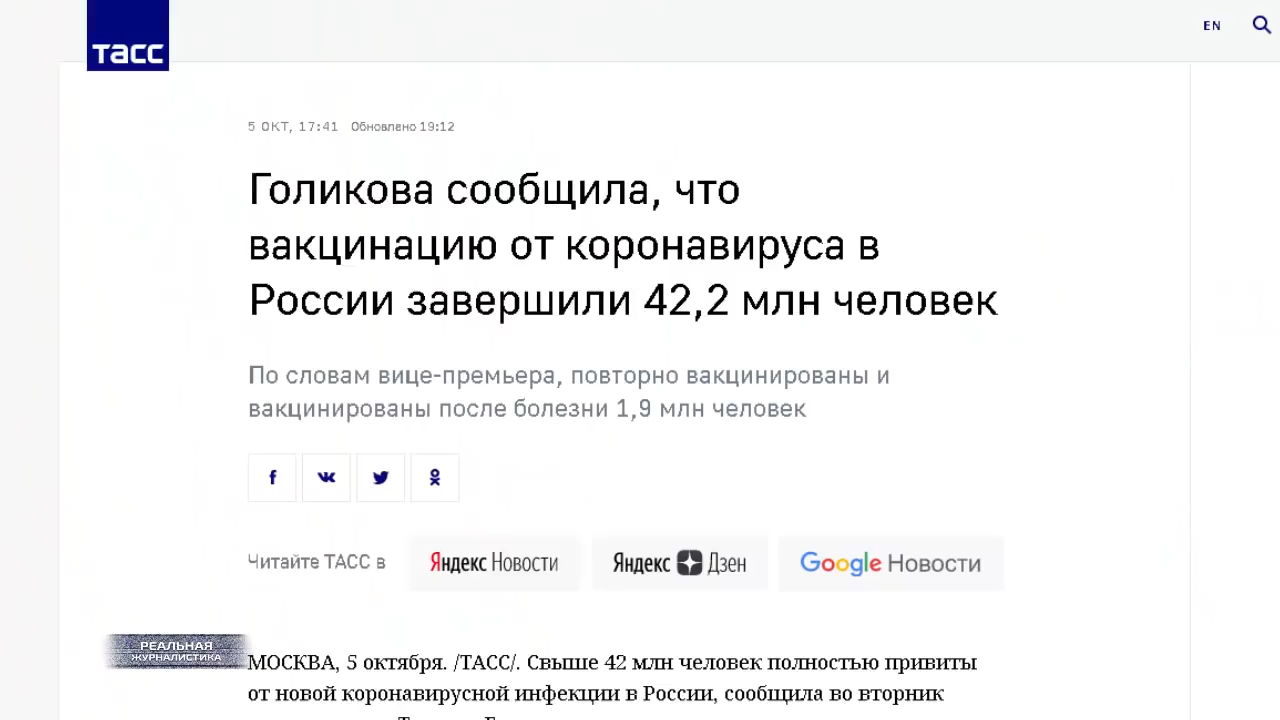 ТАСС
EN
5 ОКТ, 17:41 Обновлено 19:12
Голикова сообщила, что
вакцинацию от коронавируса в
России завершили 42,2 млн человек
По словам вице-премьера, повторно вакцинированы и
вакцинированы после болезни 1,9 млн человек
Читайте ТАСС в
Яндекс Новости
Яндекс Дзен
Google Новости
РЕАЛЬНАЯ
ЖУРНАЛИСТИКА
МОСКВА, 5 октября. /ТАСС/. Свыше 42 млн человек полностью привиты
от новой коронавирусной инфекции в России, сообщила во вторник